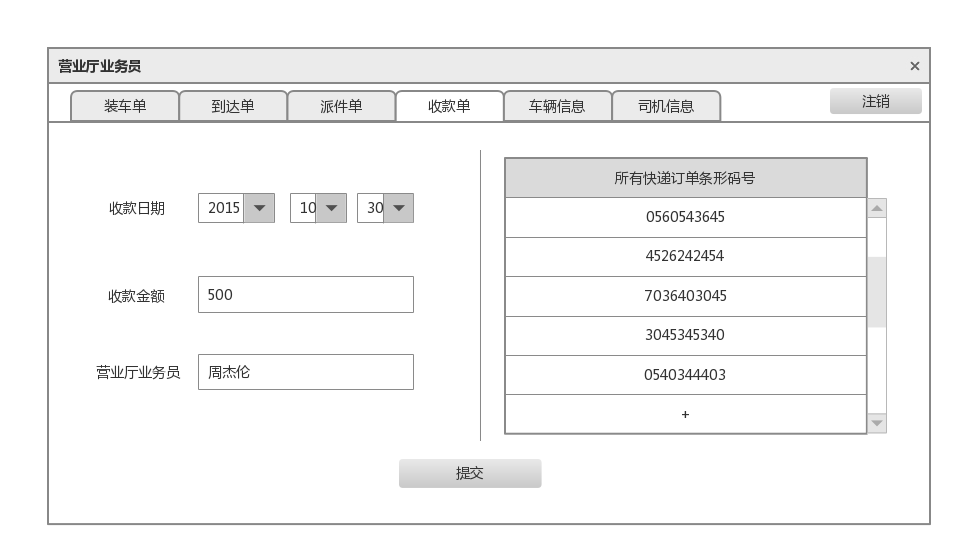 营业厅业务员 ×
装车单 到达单 派件单 收款单 车辆信息 司机信息 注销
所有快递订单条形码号
收款日期 2015 10 30
0560543645
4526242454
收款金额 500
7036403045
3045345340
营业厅业务员 周杰伦
0540344403
+
提交